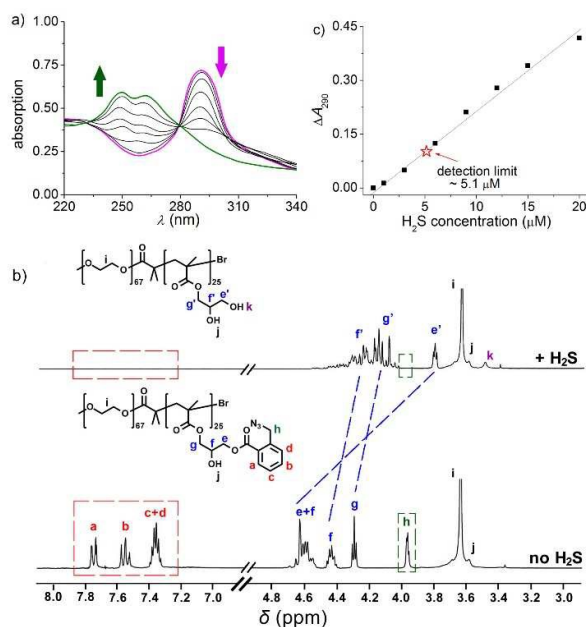 a)
1.00
0.75
0.50
0.25
0.00
absorption
220 240 260 280 300 320 340
λ (nm)
c)
0.45
0.30
0.15
0.00
ΔA₂₉₀
detection limit
~ 5.1 μM
0 5 10 15 20
H₂S concentration (μM)
b)
i
O
O
67
O
Br
25
O
O
g' f' e'
OH k
OH
j
f'
g'
e'
i
j
k
+ H₂S
i
O
O
67
O
Br
25
O
O
N₃
h
g f e
O
OH
j
O
d
a
b
c
a
b
c+d
e+f
f
g
h
i
j
no H₂S
8.0 7.8 7.6 7.4 7.2 7.0 4.8 4.6 4.4 4.2 4.0 3.8 3.6 3.4 3.2 3.0
δ (ppm)